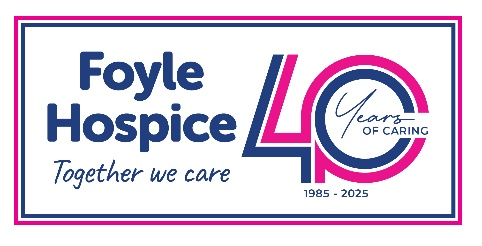 Foyle
Hospice
Together we care
40
Years
OF CARING
1985 - 2025